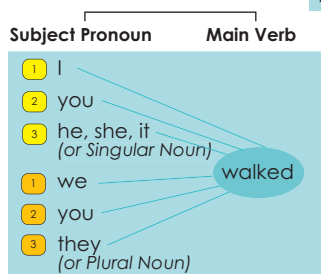 Subject Pronoun Main Verb
1 I
2 you
3 he, she, it
(or Singular Noun)
walked
1 we
2 you
3 they
(or Plural Noun)